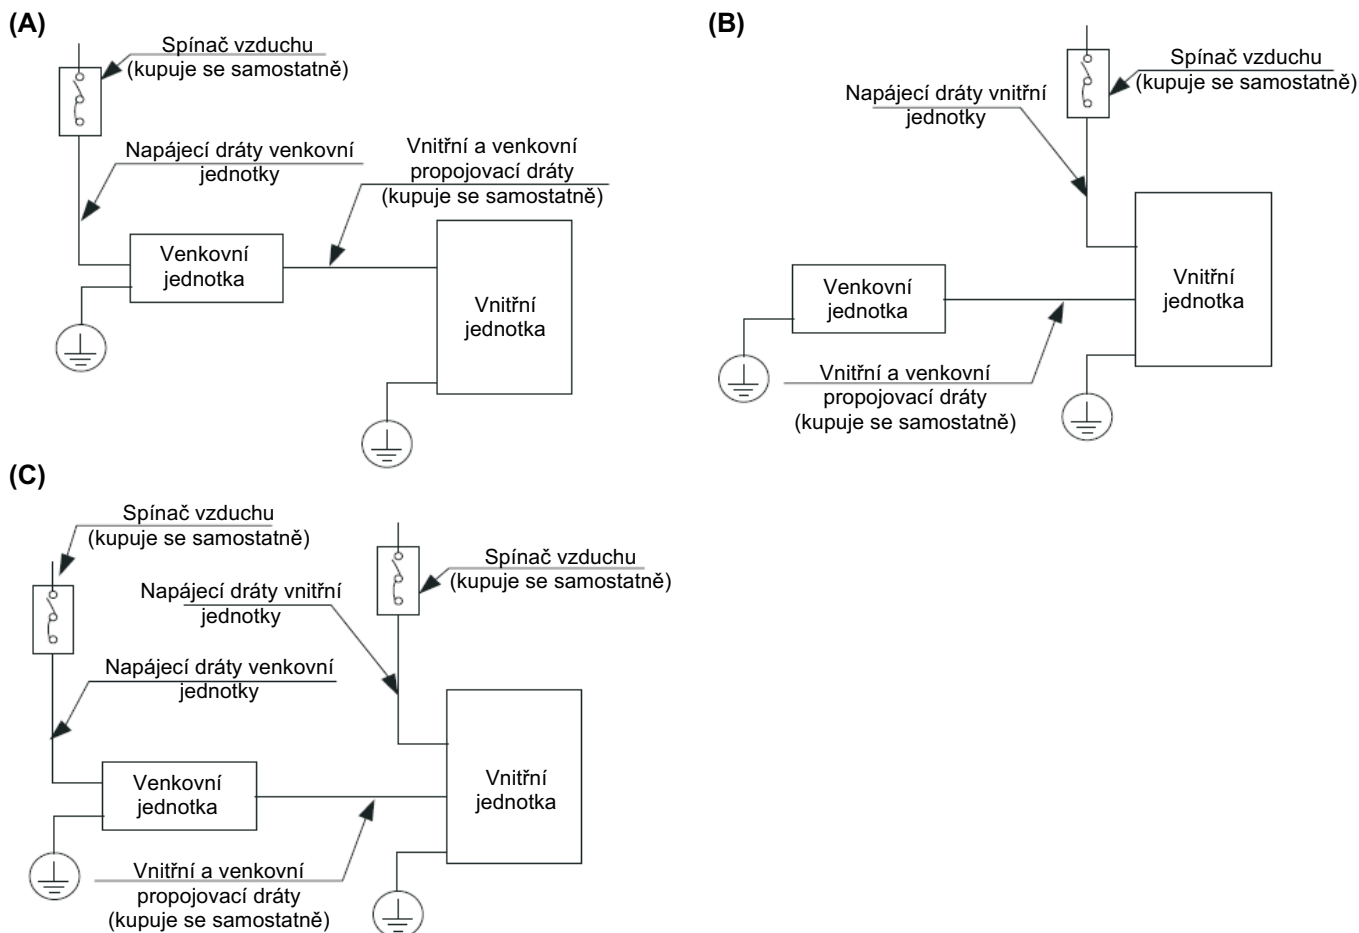 (A)
Spínač vzduchu
(kupuje se samostatně)
Napájecí dráty venkovní
jednotky
Vnitřní a venkovní
propojovací dráty
(kupuje se samostatně)
Venkovní
jednotka
Vnitřní
jednotka
(B)
Spínač vzduchu
(kupuje se samostatně)
Napájecí dráty vnitřní
jednotky
Venkovní
jednotka
Vnitřní
jednotka
Vnitřní a venkovní
propojovací dráty
(kupuje se samostatně)
(C)
Spínač vzduchu
(kupuje se samostatně)
Spínač vzduchu
(kupuje se samostatně)
Napájecí dráty vnitřní
jednotky
Napájecí dráty venkovní
jednotky
Venkovní
jednotka
Vnitřní
jednotka
Vnitřní a venkovní
propojovací dráty
(kupuje se samostatně)